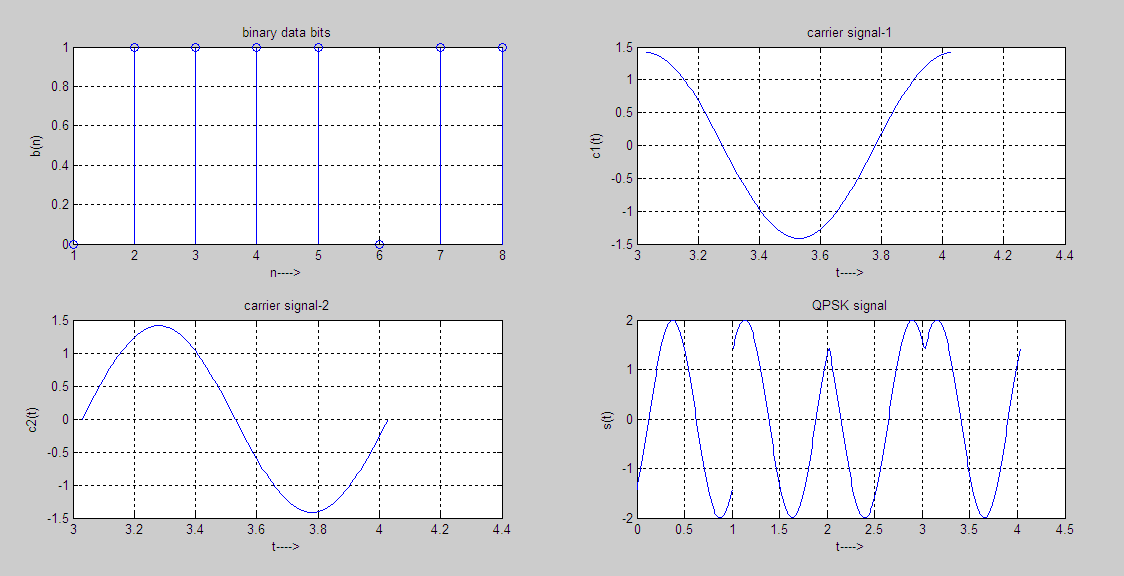 binary data bits
1
0.8
0.6
0.4
0.2
0
b(n)
1 2 3 4 5 6 7 8
n---->
carrier signal-1
1.5
1
0.5
0
-0.5
-1
-1.5
c1(t)
3 3.2 3.4 3.6 3.8 4 4.2 4.4
t---->
carrier signal-2
1.5
1
0.5
0
-0.5
-1
-1.5
c2(t)
3 3.2 3.4 3.6 3.8 4 4.2 4.4
t---->
QPSK signal
2
1
0
-1
-2
s(t)
0 0.5 1 1.5 2 2.5 3 3.5 4 4.5
t---->